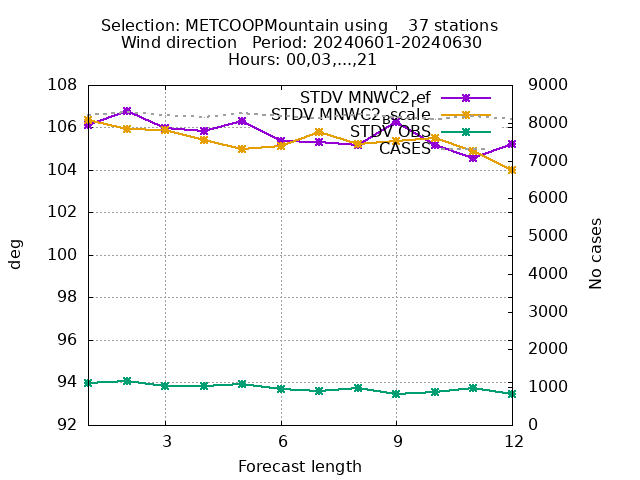 Selection: METCOOPMountain using 37 stations
Wind direction Period: 20240601-20240630
Hours: 00,03,...,21
STDV MNWC2_ref
STDV MNWC2_Bscale
STDV OBS
CASES
108
106
104
102
100
98
96
94
92
deg
9000
8000
7000
6000
5000
4000
3000
2000
1000
0
No cases
3 6 9 12
Forecast length